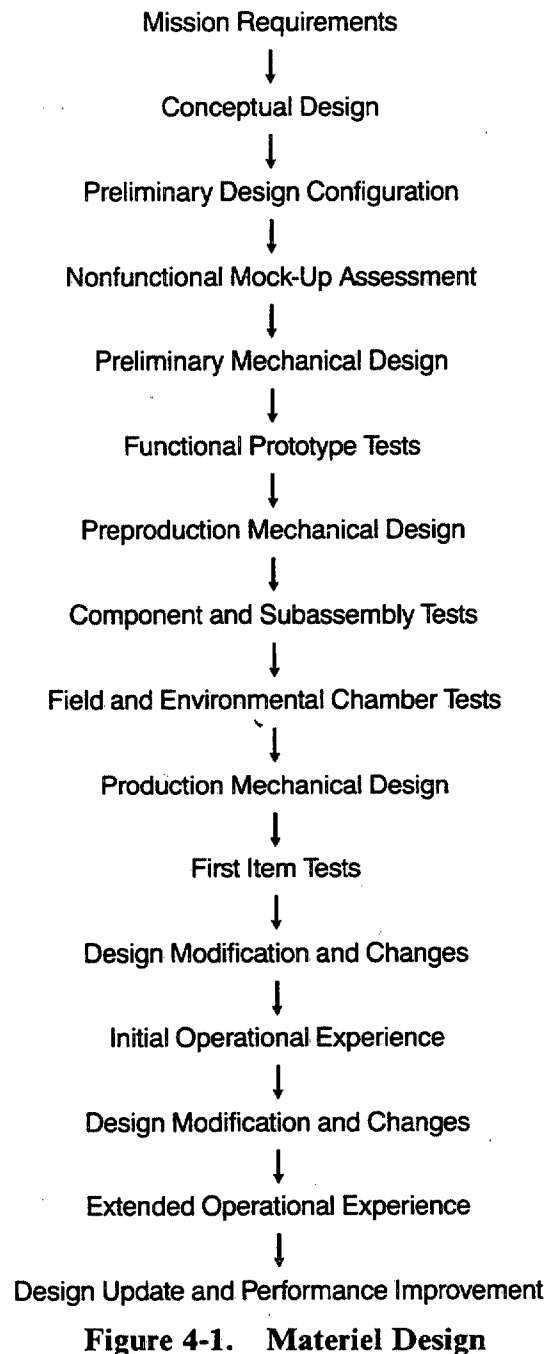 Mission Requirements
Conceptual Design
Preliminary Design Configuration
Nonfunctional Mock-Up Assessment
Preliminary Mechanical Design
Functional Prototype Tests
Preproduction Mechanical Design
Component and Subassembly Tests
Field and Environmental Chamber Tests
Production Mechanical Design
First Item Tests
Design Modification and Changes
Initial Operational Experience
Design Modification and Changes
Extended Operational Experience
Design Update and Performance Improvement
Figure 4-1. Materiel Design